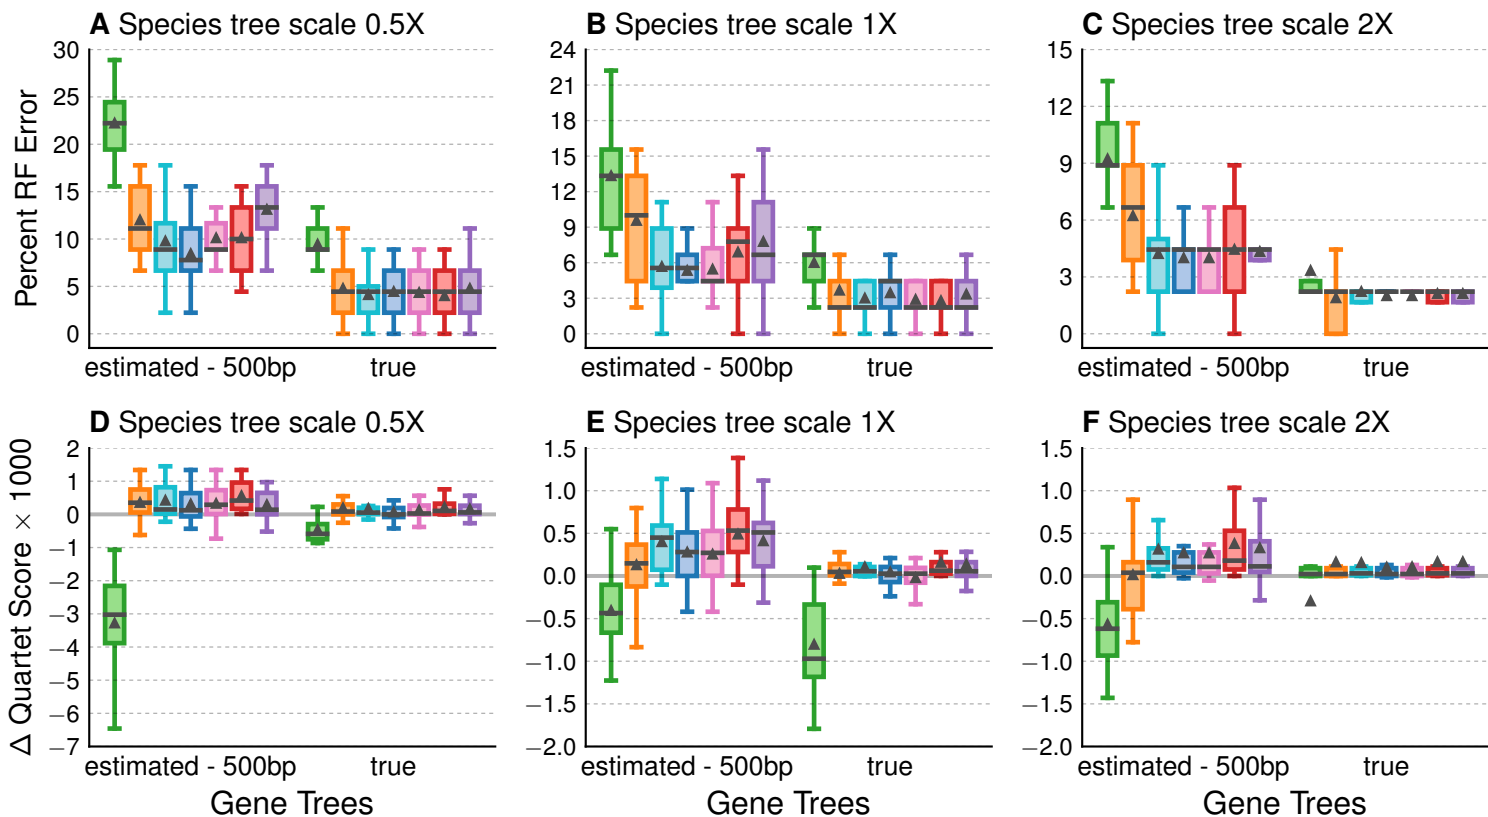 A Species tree scale 0.5X
B Species tree scale 1X
C Species tree scale 2X
Percent RF Error
30
25
20
15
10
5
0
24
21
18
15
12
9
6
3
0
15
12
9
6
3
0
estimated - 500bp
true
estimated - 500bp
true
estimated - 500bp
true
D Species tree scale 0.5X
E Species tree scale 1X
F Species tree scale 2X
Δ Quartet Score × 1000
2
1
0
−1
−2
−3
−4
−5
−6
−7
1.5
1.0
0.5
0.0
−0.5
−1.0
−1.5
−2.0
1.5
1.0
0.5
0.0
−0.5
−1.0
−1.5
−2.0
estimated - 500bp
true
estimated - 500bp
true
estimated - 500bp
true
Gene Trees
Gene Trees
Gene Trees